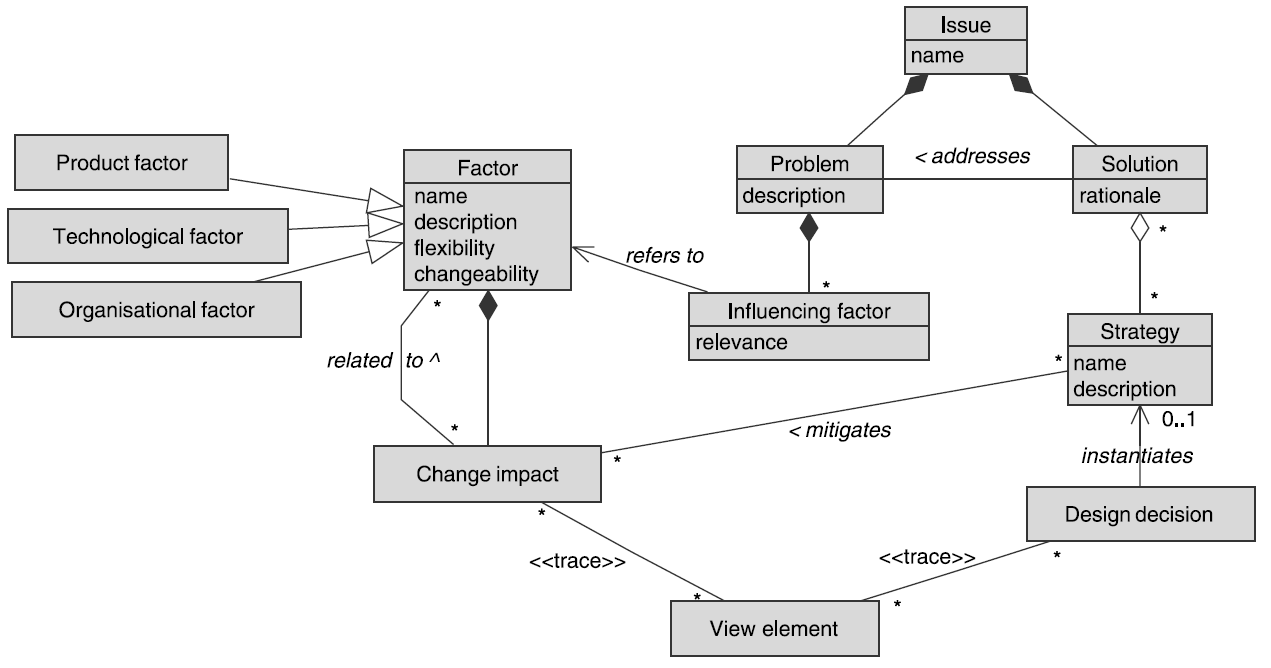 Issue
name
Product factor
Technological factor
Organisational factor
Factor
name
description
flexibility
changeability
Problem
description
< addresses
Solution
rationale
*
*
refers to
*
Influencing factor
relevance
*
related to ^
*
Strategy
name
description
*
< mitigates
*
0..1
instantiates
Change impact
*
Design decision
*
<<trace>>
<<trace>>
*
*
View element